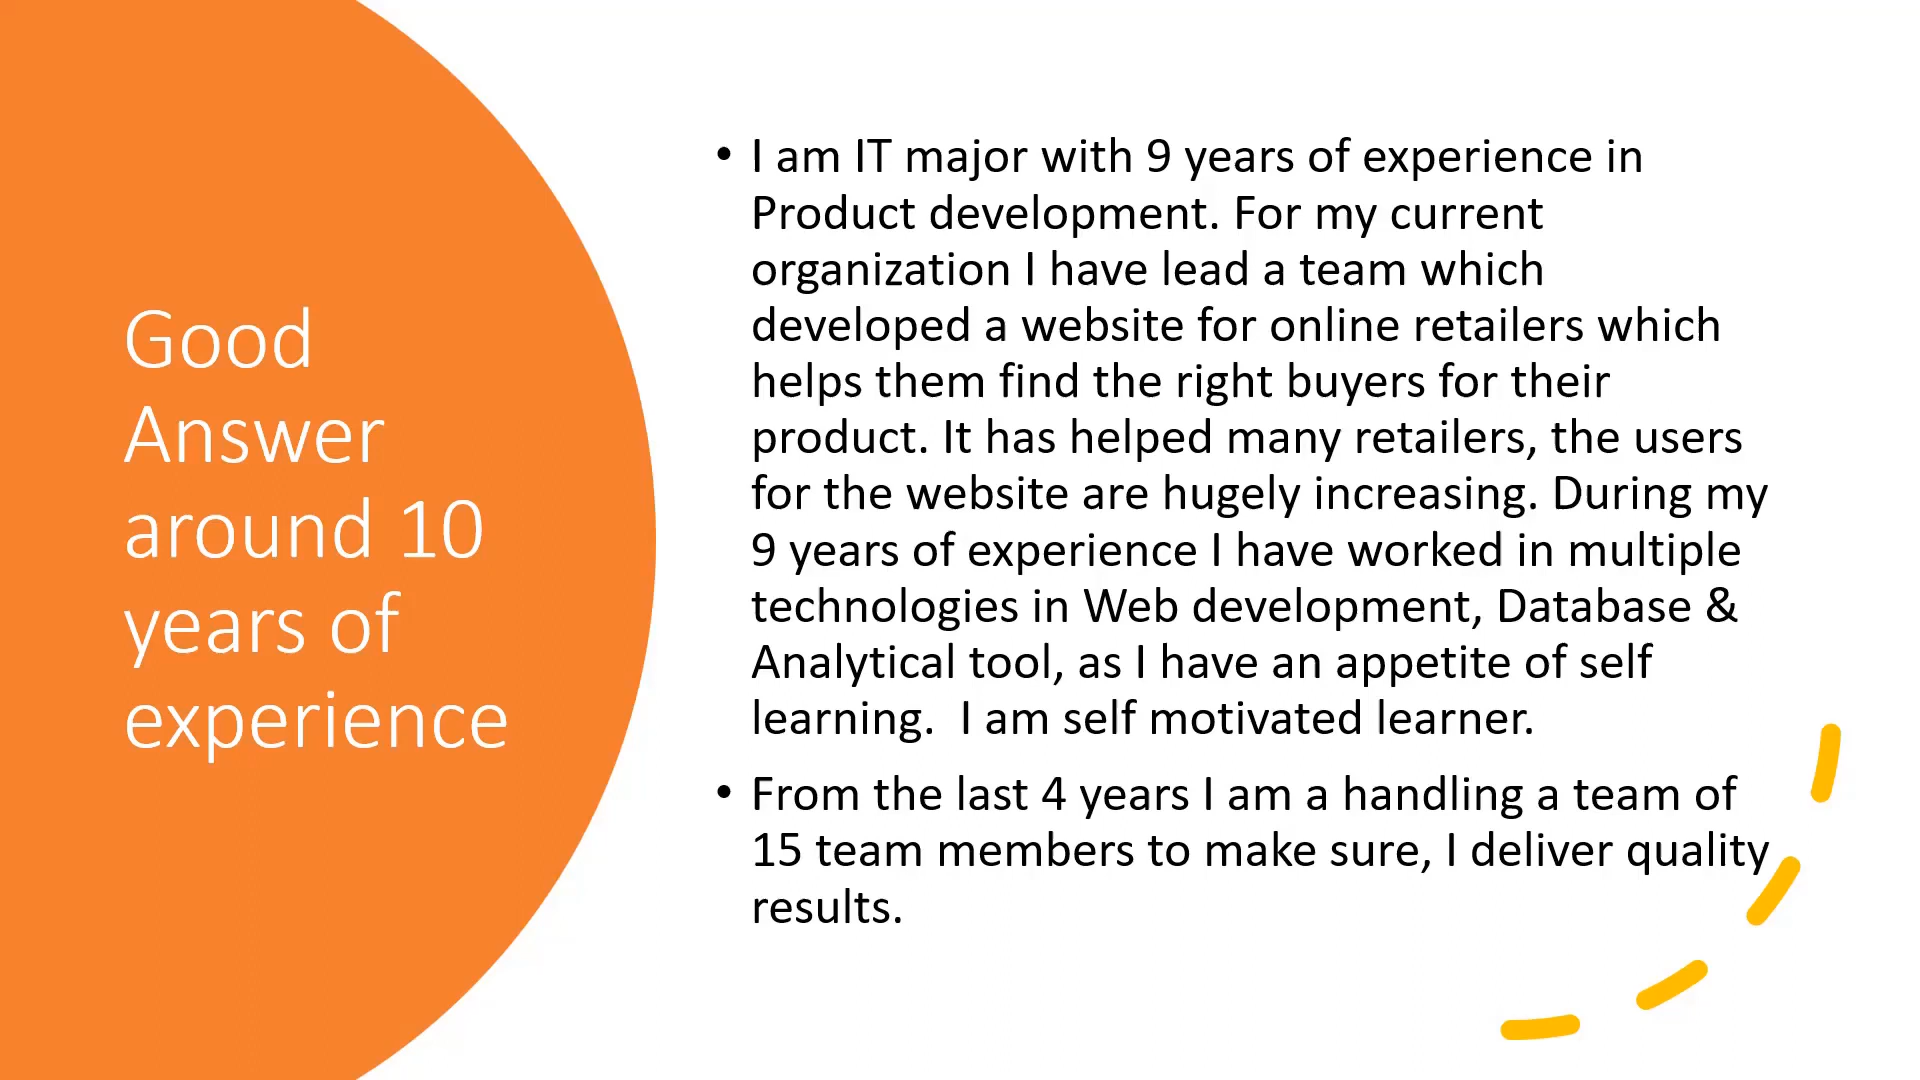 Good
Answer
around 10
years of
experience
• I am IT major with 9 years of experience in
Product development. For my current
organization I have lead a team which
developed a website for online retailers which
helps them find the right buyers for their
product. It has helped many retailers, the users
for the website are hugely increasing. During my
9 years of experience I have worked in multiple
technologies in Web development, Database &
Analytical tool, as I have an appetite of self
learning.  I am self motivated learner.
• From the last 4 years I am a handling a team of
15 team members to make sure, I deliver quality
results.